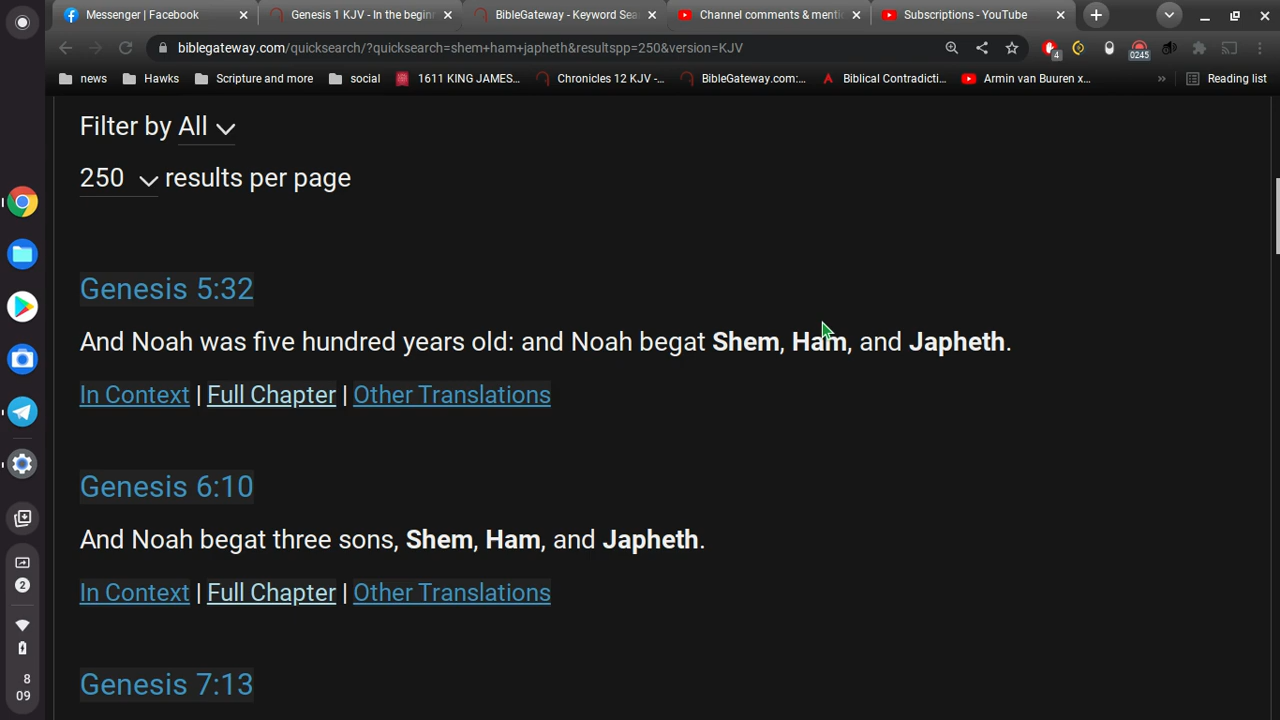 Messenger | Facebook
Genesis 1 KJV - In the beginn
BibleGateway - Keyword Sea
Channel comments & menti
Subscriptions - YouTube
biblegateway.com/quicksearch/?quicksearch=shem+ham+japheth&resultspp=250&version=KJV
4
0245
news
Hawks
Scripture and more
social
1611 KING JAMES...
Chronicles 12 KJV -...
BibleGateway.com:...
Biblical Contradicti...
Armin van Buuren x...
»
Reading list
Filter by All
250 results per page
Genesis 5:32
And Noah was five hundred years old: and Noah begat Shem, Ham, and Japheth.
In Context | Full Chapter | Other Translations
Genesis 6:10
And Noah begat three sons, Shem, Ham, and Japheth.
In Context | Full Chapter | Other Translations
Genesis 7:13
2
8
09